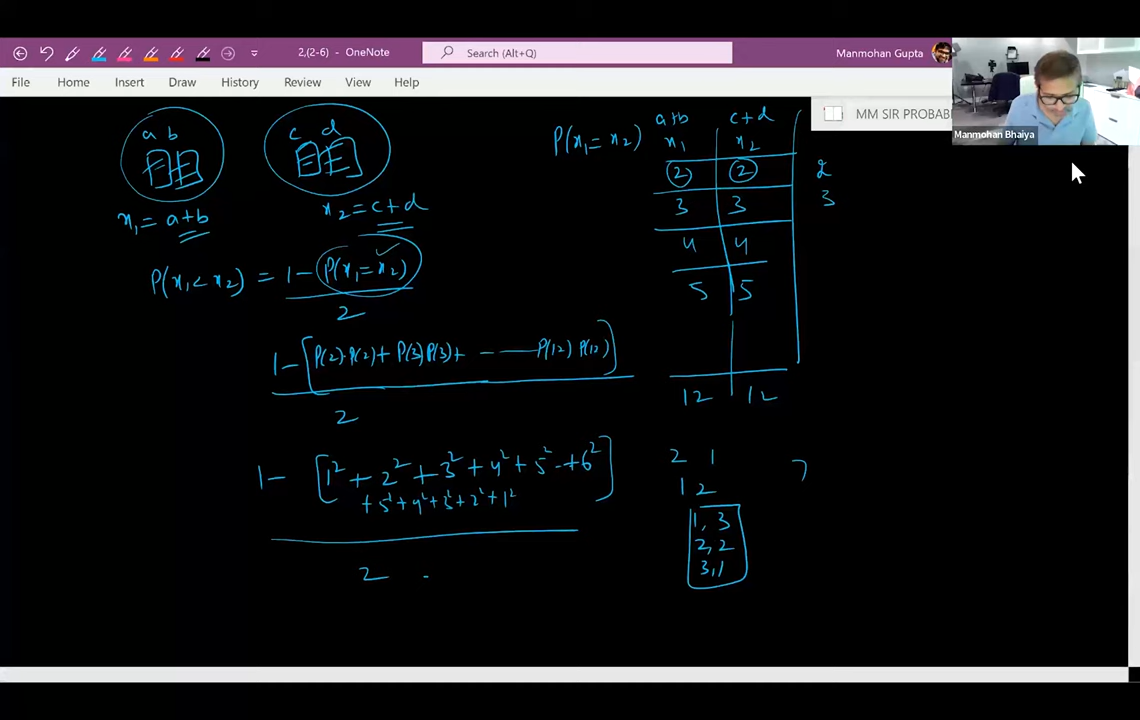 2,(2-6) - OneNote
Search (Alt+Q)
Manmohan Gupta
File Home Insert Draw History Review View Help
MM SIR PROBABI
Manmohan Bhaiya
a b
c d
x₁ = a+b
x₂ = c+d
P(x₁ < x₂) = 1 - P(x₁ = x₂)
2
1 - [P(2)·P(2) + P(3) P(3) + - —— P(12) P(12)]
2
1 - [1² + 2² + 3² + 4² + 5² + 6²
+ 5² + 4² + 3² + 2² + 1²]
2
P(x₁ = x₂)
a+b c+d
x₁ x₂
2 2
3 3
4 4
5 5
12 12
2
3
2 1
1 2
1, 3
2, 2
3, 1